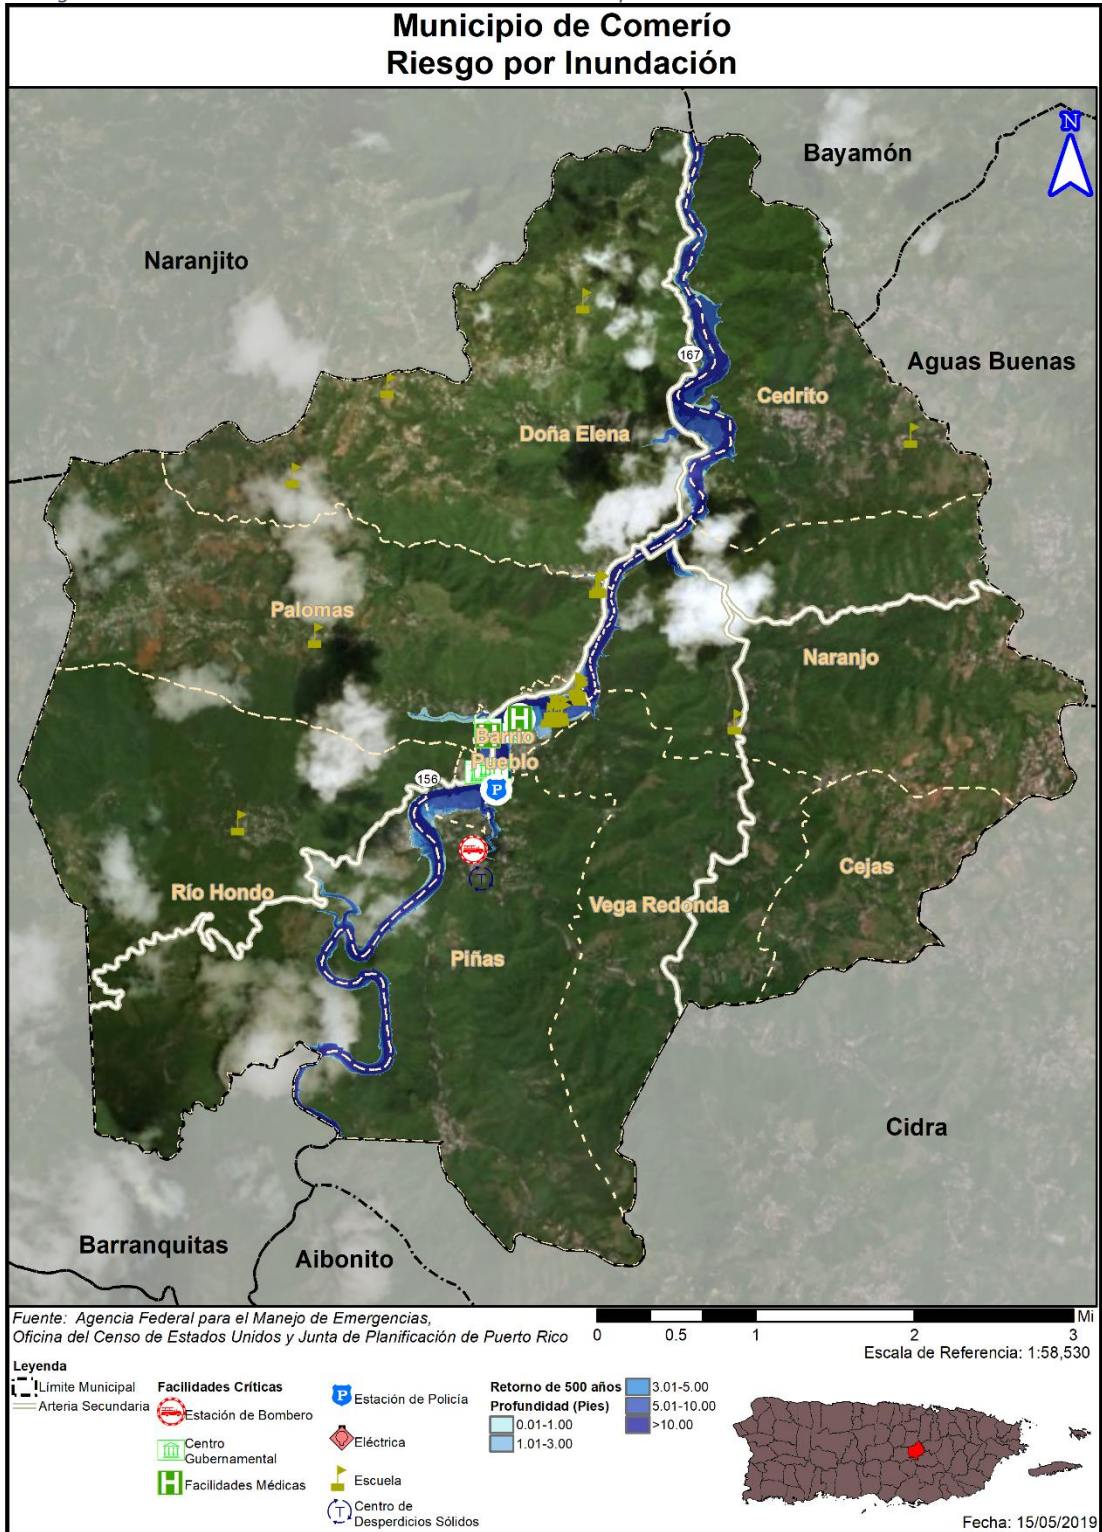 Municipio de Comerío
Riesgo por Inundación
N
Bayamón
Naranjito
Aguas Buenas
167
Cedrito
Doña Elena
Palomas
Naranjo
H
H
Barrio
Pueblo
156
P
Cejas
Río Hondo
T
Vega Redonda
Piñas
Cidra
Barranquitas
Aibonito
Fuente: Agencia Federal para el Manejo de Emergencias,
Oficina del Censo de Estados Unidos y Junta de Planificación de Puerto Rico
Mi
0 0.5 1 2 3
Escala de Referencia: 1:58,530
Leyenda
Límite Municipal
Arteria Secundaria
Facilidades Críticas
Estación de Bombero
Centro
Gubernamental
H Facilidades Médicas
P Estación de Policía
Eléctrica
Escuela
T Centro de
Desperdicios Sólidos
Retorno de 500 años
Profundidad (Pies)
0.01-1.00
1.01-3.00
3.01-5.00
5.01-10.00
>10.00
Fecha: 15/05/2019